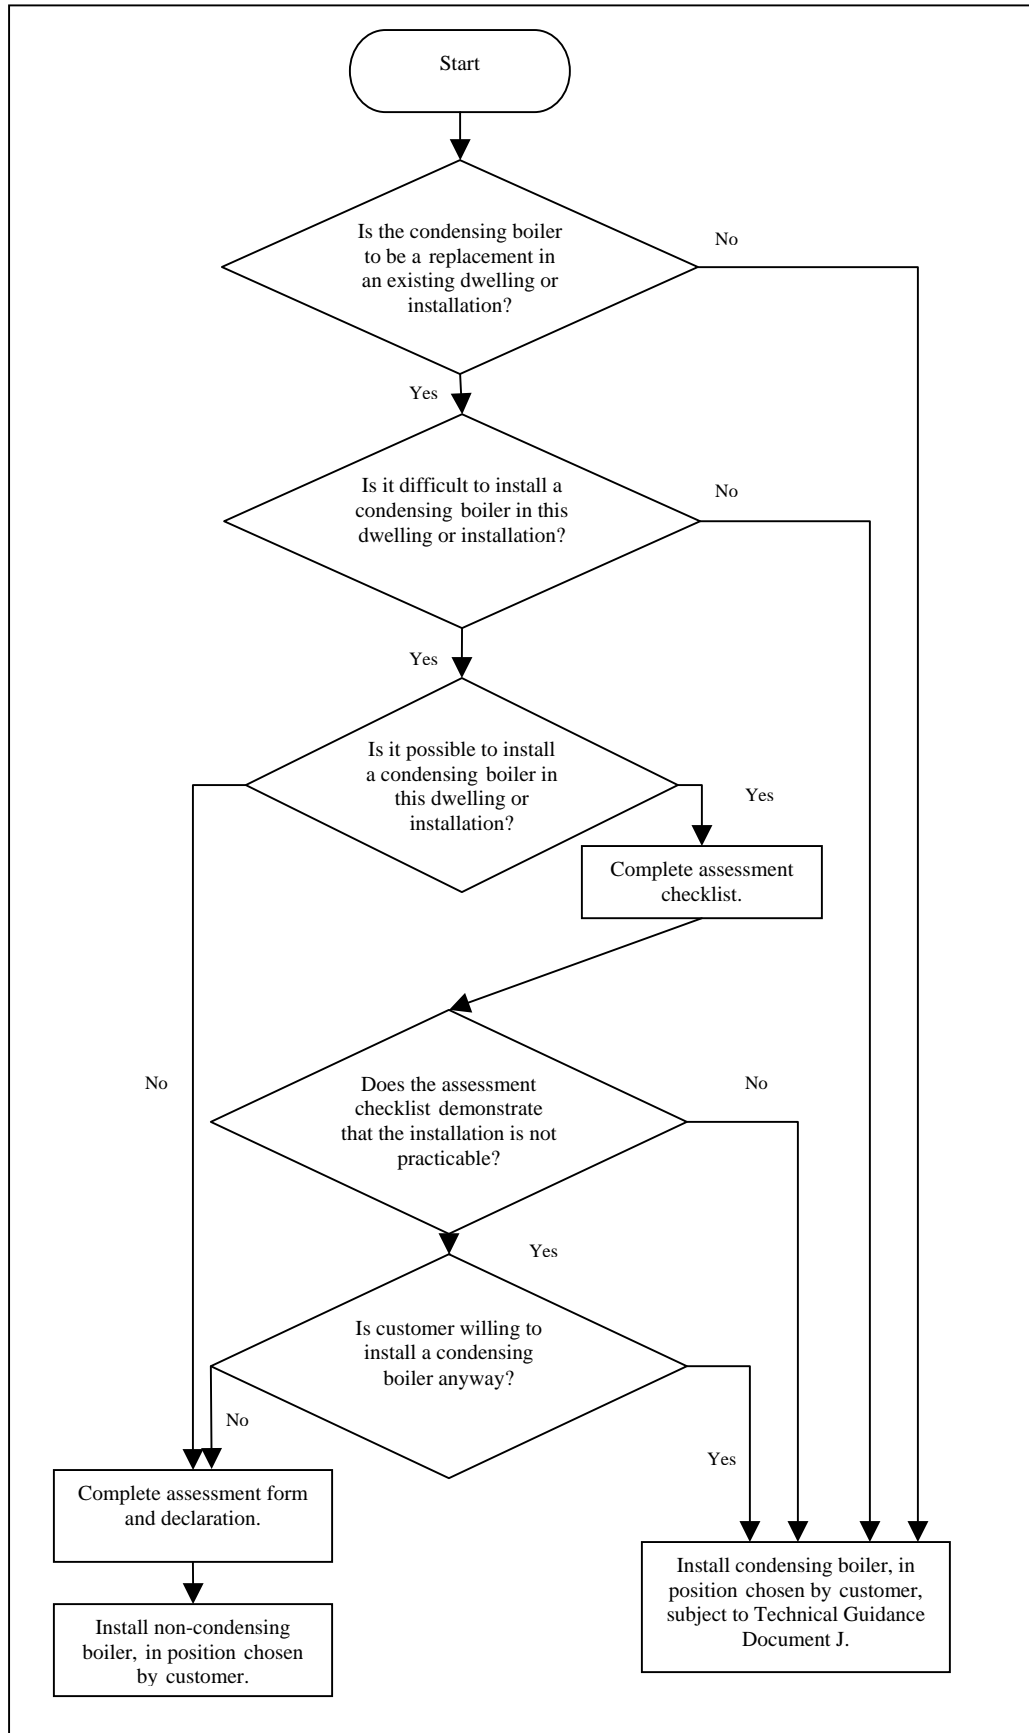 Start
Is the condensing boiler
to be a replacement in
an existing dwelling or
installation?
No
Yes
Is it difficult to install a
condensing boiler in this
dwelling or installation?
No
Yes
Is it possible to install
a condensing boiler in
this dwelling or
installation?
Yes
Complete assessment
checklist.
No
Does the assessment
checklist demonstrate
that the installation is not
practicable?
No
Yes
Is customer willing to
install a condensing
boiler anyway?
No
Yes
Complete assessment form
and declaration.
Install non-condensing
boiler, in position chosen
by customer.
Install condensing boiler, in
position chosen by customer,
subject to Technical Guidance
Document J.